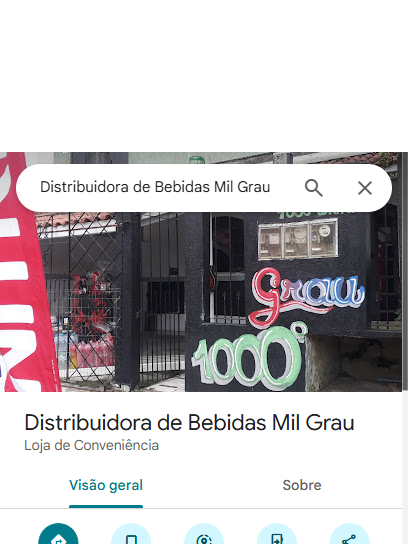 Distribuidora de Bebidas Mil Grau
Grau
1000°
Distribuidora de Bebidas Mil Grau
Loja de Conveniência
Visão geral
Sobre